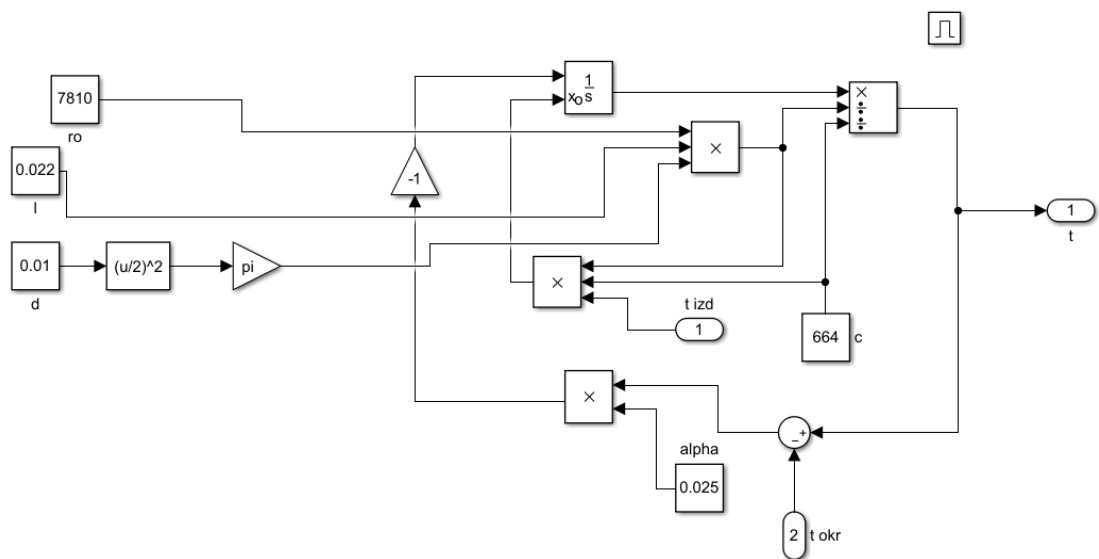 7810
ro
0.022
l
0.01
d
(u/2)^2
pi
-1
1
s
xo
×
×
÷
÷
1
t
×
t izd
1
664
c
×
alpha
0.025
+
−
2
t okr